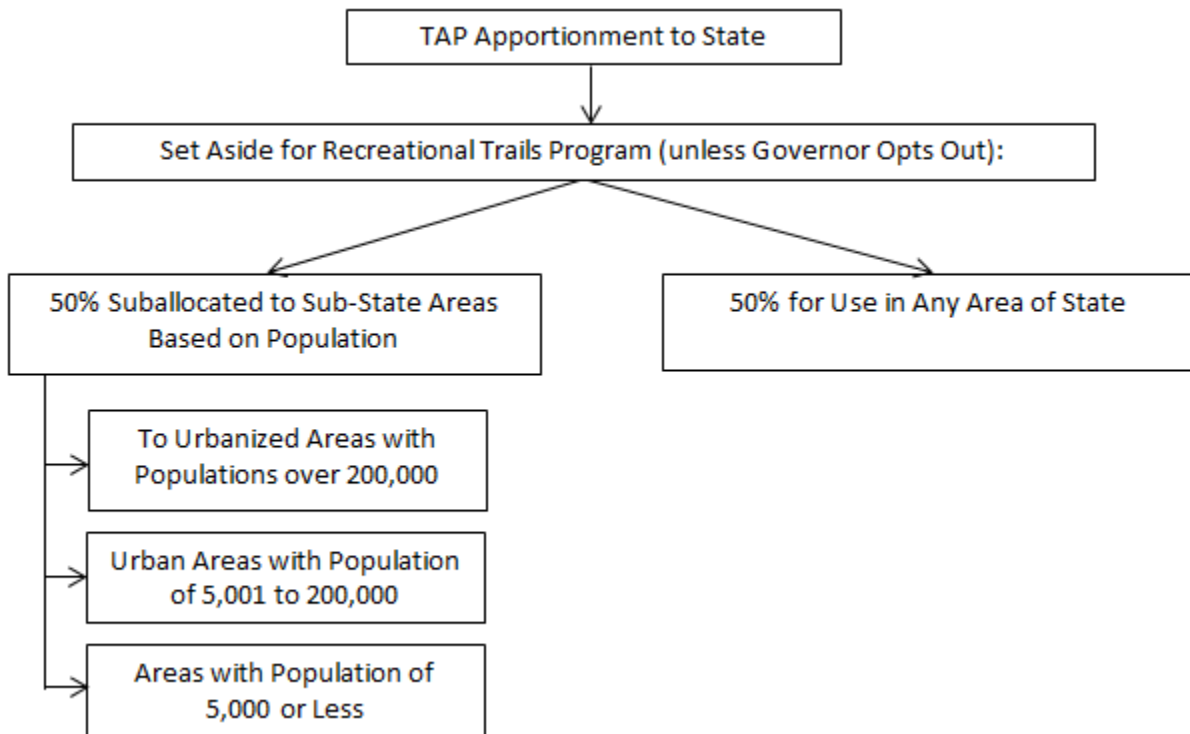 TAP Apportionment to State
Set Aside for Recreational Trails Program (unless Governor Opts Out):
50% Suballocated to Sub-State Areas
Based on Population
50% for Use in Any Area of State
To Urbanized Areas with
Populations over 200,000
Urban Areas with Population
of 5,001 to 200,000
Areas with Population of
5,000 or Less